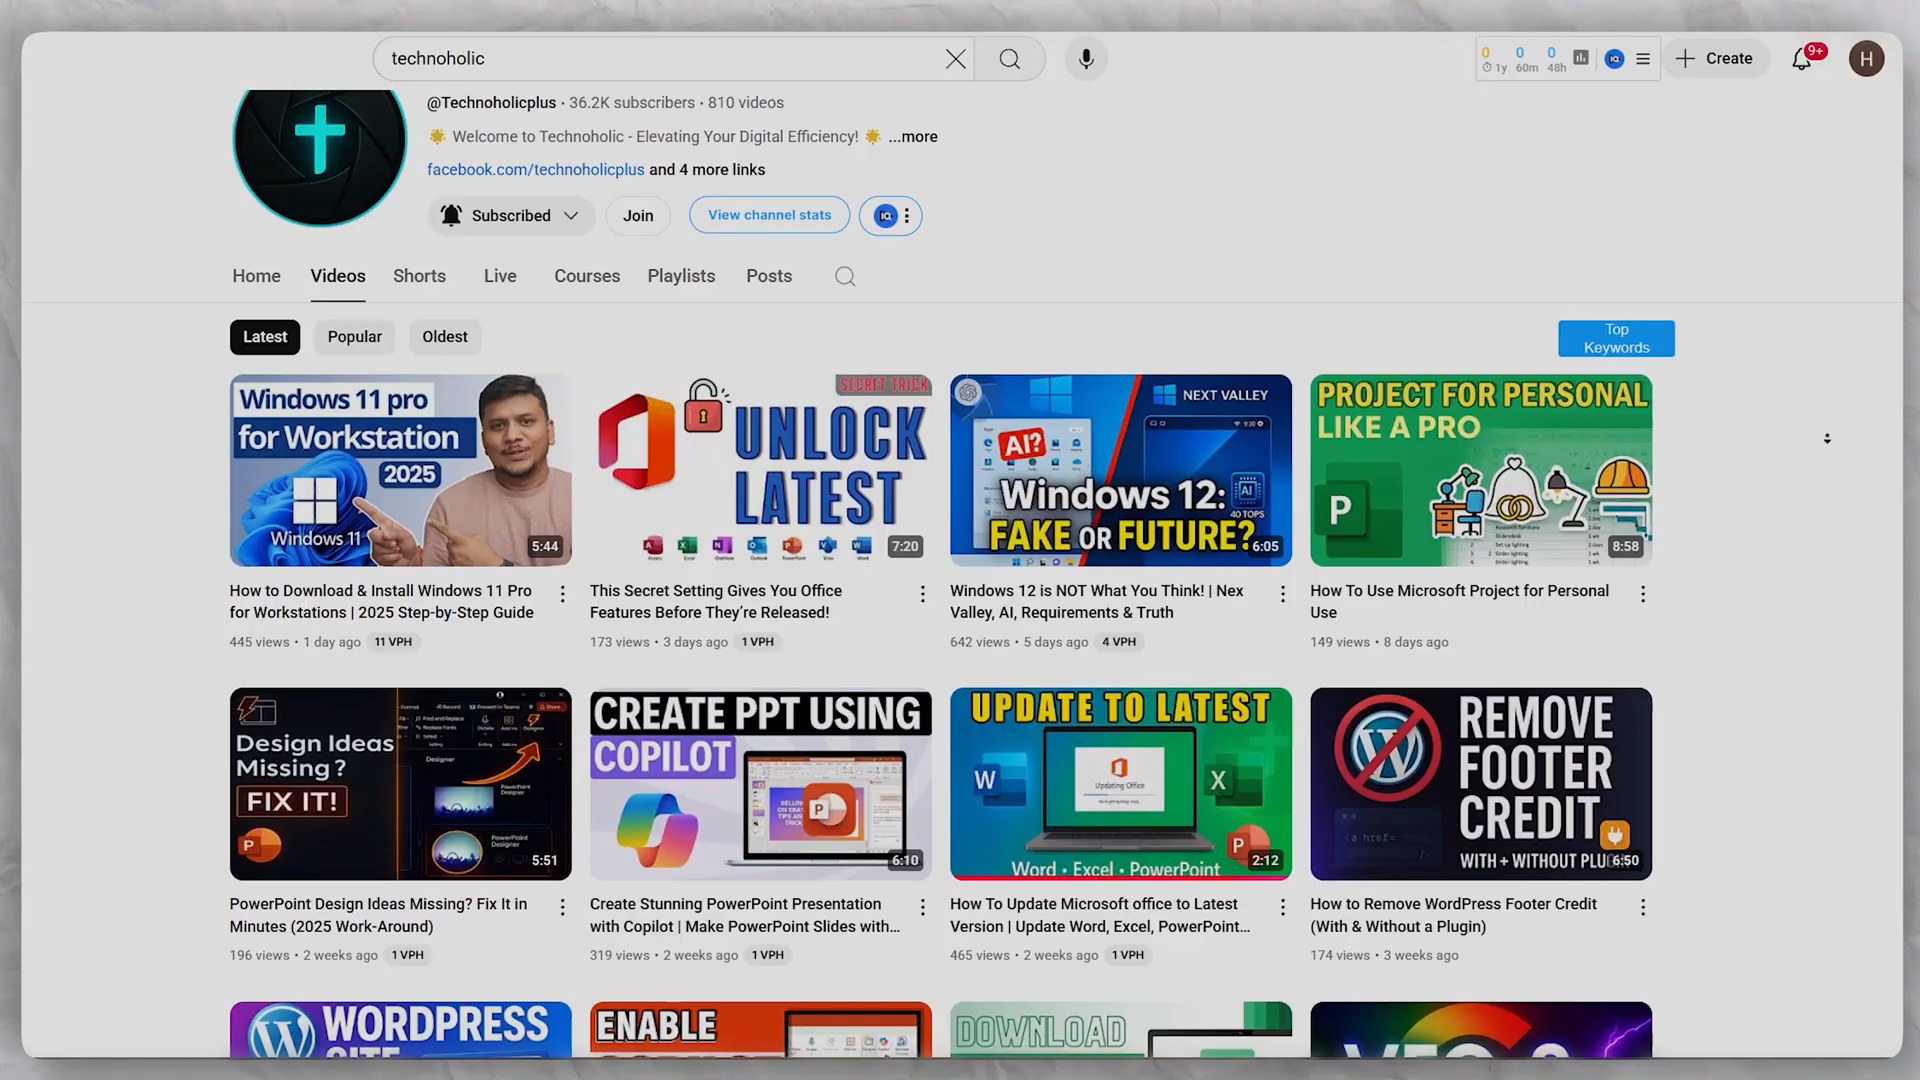 technoholic
0 0 0
1y 60m 48h
IQ
Create
9+
H
@Technoholicplus · 36.2K subscribers · 810 videos
🌟 Welcome to Technoholic - Elevating Your Digital Efficiency! 🌟 ...more
facebook.com/technoholicplus and 4 more links
Subscribed
Join
View channel stats
IQ
Home Videos Shorts Live Courses Playlists Posts
Latest Popular Oldest
Top
Keywords
Windows 11 pro
for Workstation
2025
Windows 11
5:44
SECRET TRICK
UNLOCK
LATEST
7:20
NEXT VALLEY
AI?
AI
40 TOPS
Windows 12:
FAKE OR FUTURE?
6:05
PROJECT FOR PERSONAL
LIKE A PRO
P
8:58
How to Download & Install Windows 11 Pro
for Workstations | 2025 Step-by-Step Guide
445 views • 1 day ago 11 VPH
This Secret Setting Gives You Office
Features Before They're Released!
173 views • 3 days ago 1 VPH
Windows 12 is NOT What You Think! | Nex
Valley, AI, Requirements & Truth
642 views • 5 days ago 4 VPH
How To Use Microsoft Project for Personal
Use
149 views • 8 days ago
Design Ideas
Missing?
FIX IT!
P
Designer
PowerPoint
Designer
PowerPoint
Designer
5:51
CREATE PPT USING
COPILOT
P
6:10
UPDATE TO LATEST
W
X
P
Updating Office
Word • Excel • PowerPoint
2:12
REMOVE
FOOTER
CREDIT
<a href=
WITH + WITHOUT PLU
6:50
PowerPoint Design Ideas Missing? Fix It in
Minutes (2025 Work-Around)
196 views • 2 weeks ago 1 VPH
Create Stunning PowerPoint Presentation
with Copilot | Make PowerPoint Slides with...
319 views • 2 weeks ago 1 VPH
How To Update Microsoft office to Latest
Version | Update Word, Excel, PowerPoint...
465 views • 2 weeks ago 1 VPH
How to Remove WordPress Footer Credit
(With & Without a Plugin)
174 views • 3 weeks ago
WORDPRESS
ENABLE
DOWNLOAD